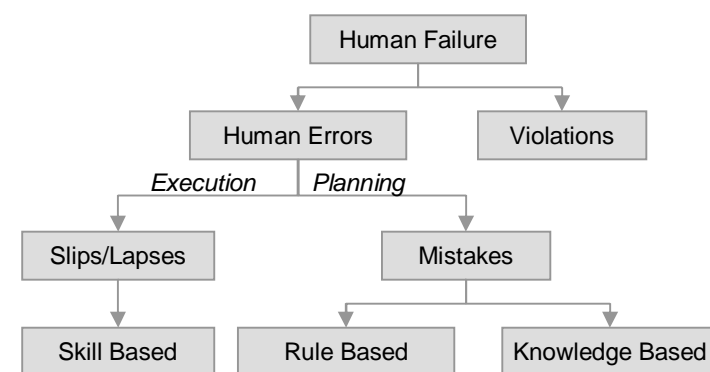 Human Failure
Human Errors
Violations
Execution
Planning
Slips/Lapses
Mistakes
Skill Based
Rule Based
Knowledge Based